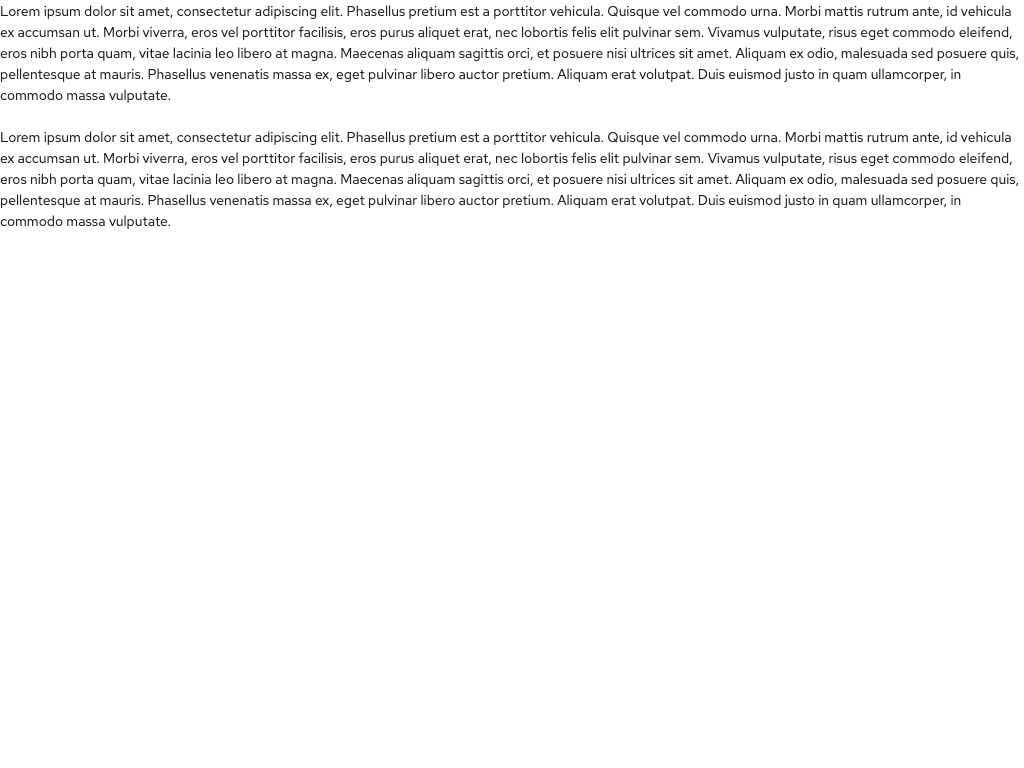 Lorem ipsum dolor sit amet, consectetur adipiscing elit. Phasellus pretium est a porttitor vehicula. Quisque vel commodo urna. Morbi mattis rutrum ante, id vehicula
ex accumsan ut. Morbi viverra, eros vel porttitor facilisis, eros purus aliquet erat, nec lobortis felis elit pulvinar sem. Vivamus vulputate, risus eget commodo eleifend,
eros nibh porta quam, vitae lacinia leo libero at magna. Maecenas aliquam sagittis orci, et posuere nisi ultrices sit amet. Aliquam ex odio, malesuada sed posuere quis,
pellentesque at mauris. Phasellus venenatis massa ex, eget pulvinar libero auctor pretium. Aliquam erat volutpat. Duis euismod justo in quam ullamcorper, in
commodo massa vulputate.
Lorem ipsum dolor sit amet, consectetur adipiscing elit. Phasellus pretium est a porttitor vehicula. Quisque vel commodo urna. Morbi mattis rutrum ante, id vehicula
ex accumsan ut. Morbi viverra, eros vel porttitor facilisis, eros purus aliquet erat, nec lobortis felis elit pulvinar sem. Vivamus vulputate, risus eget commodo eleifend,
eros nibh porta quam, vitae lacinia leo libero at magna. Maecenas aliquam sagittis orci, et posuere nisi ultrices sit amet. Aliquam ex odio, malesuada sed posuere quis,
pellentesque at mauris. Phasellus venenatis massa ex, eget pulvinar libero auctor pretium. Aliquam erat volutpat. Duis euismod justo in quam ullamcorper, in
commodo massa vulputate.